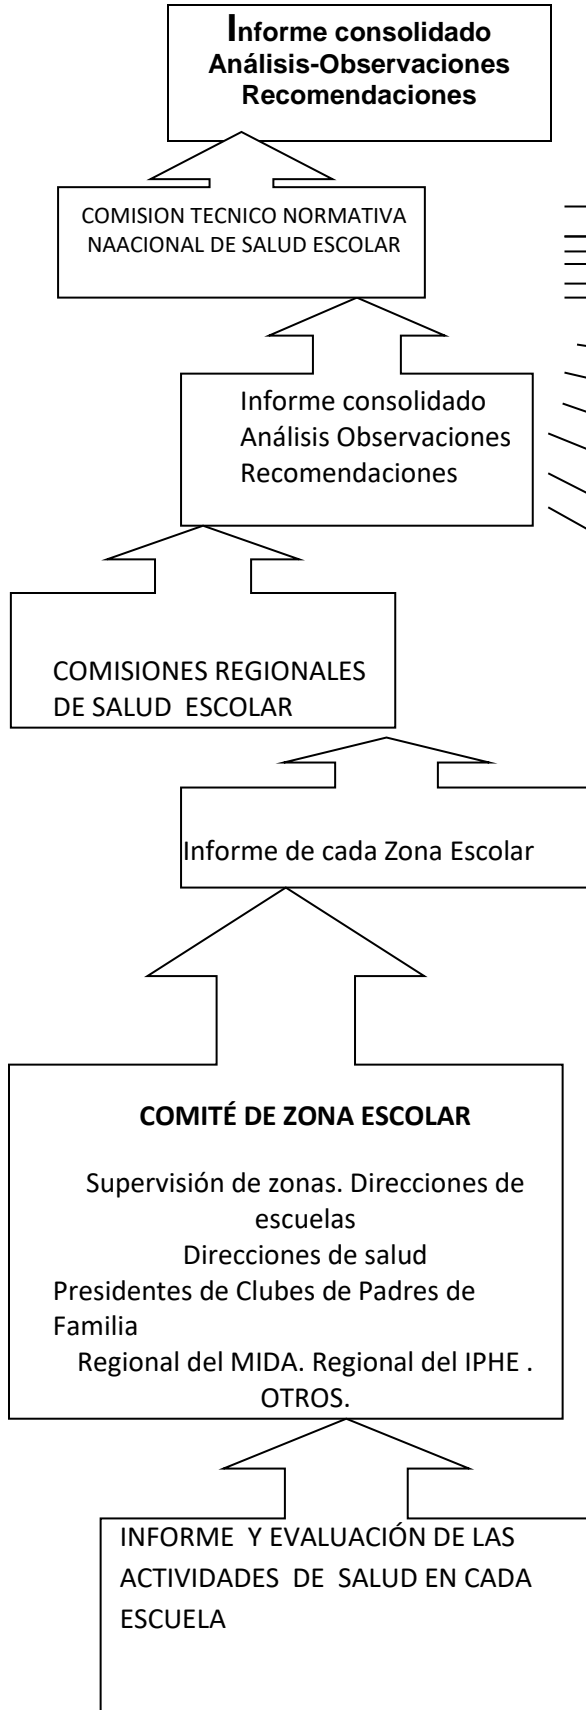 Informe consolidado
Análisis-Observaciones
Recomendaciones
COMISION TECNICO NORMATIVA
NAACIONAL DE SALUD ESCOLAR
Informe consolidado
Análisis Observaciones
Recomendaciones
COMISIONES REGIONALES
DE SALUD ESCOLAR
Informe de cada Zona Escolar
COMITÉ DE ZONA ESCOLAR
Supervisión de zonas. Direcciones de
escuelas
Direcciones de salud
Presidentes de Clubes de Padres de
Familia
Regional del MIDA. Regional del IPHE .
OTROS.
INFORME Y EVALUACIÓN DE LAS
ACTIVIDADES DE SALUD EN CADA
ESCUELA